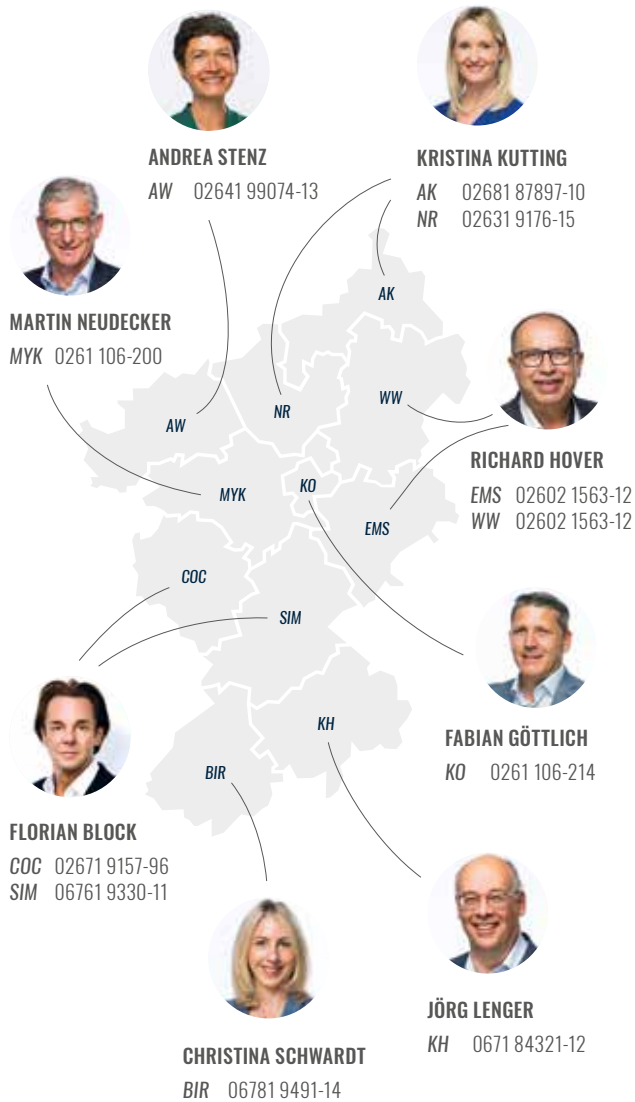 ANDREA STENZ
AW 02641 99074-13
KRISTINA KUTTING
AK 02681 87897-10
NR 02631 9176-15
MARTIN NEUDECKER
MYK 0261 106-200
AK
WW
NR
AW
RICHARD HOVER
EMS 02602 1563-12
WW 02602 1563-12
KO
MYK
EMS
COC
SIM
FABIAN GÖTTLICH
KO 0261 106-214
KH
BIR
FLORIAN BLOCK
COC 02671 9157-96
SIM 06761 9330-11
JÖRG LENGER
KH 0671 84321-12
CHRISTINA SCHWARDT
BIR 06781 9491-14